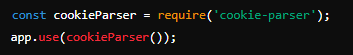 const cookieParser = require('cookie-parser');
app.use(cookieParser());